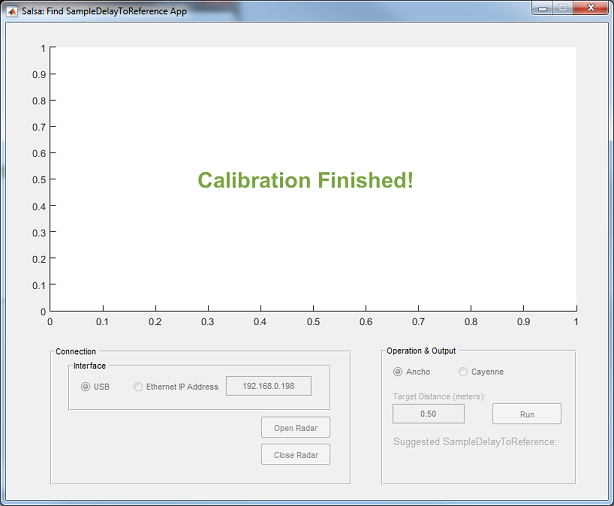 Salsa: Find SampleDelayToReference App
1
0.9
0.8
0.7
0.6
0.5
0.4
0.3
0.2
0.1
0
Calibration Finished!
0 0.1 0.2 0.3 0.4 0.5 0.6 0.7 0.8 0.9 1
Connection
Interface
USB Ethernet IP Address 192.168.0.198
Open Radar
Close Radar
Operation & Output
Ancho Cayenne
Target Distance (meters):
0.50 Run
Suggested SampleDelayToReference: